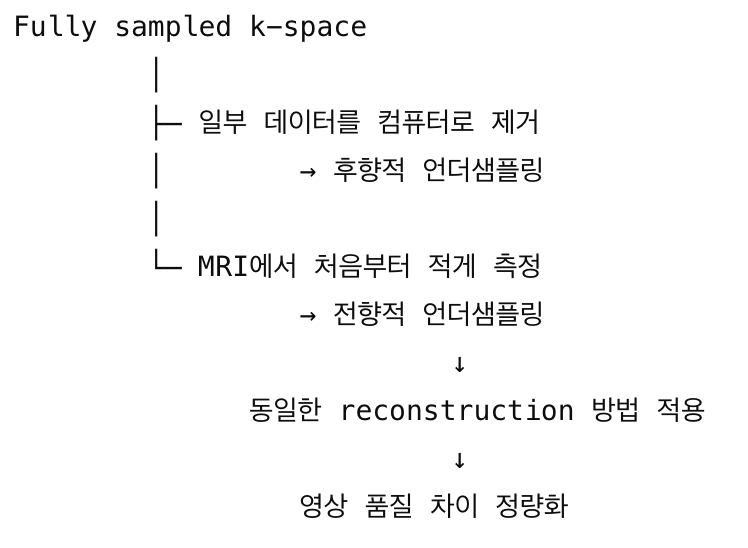 Fully sampled k-space
│
├─ 일부 데이터를 컴퓨터로 제거
│ → 후향적 언더샘플링
│
└─ MRI에서 처음부터 적게 측정
→ 전향적 언더샘플링
↓
동일한 reconstruction 방법 적용
↓
영상 품질 차이 정량화